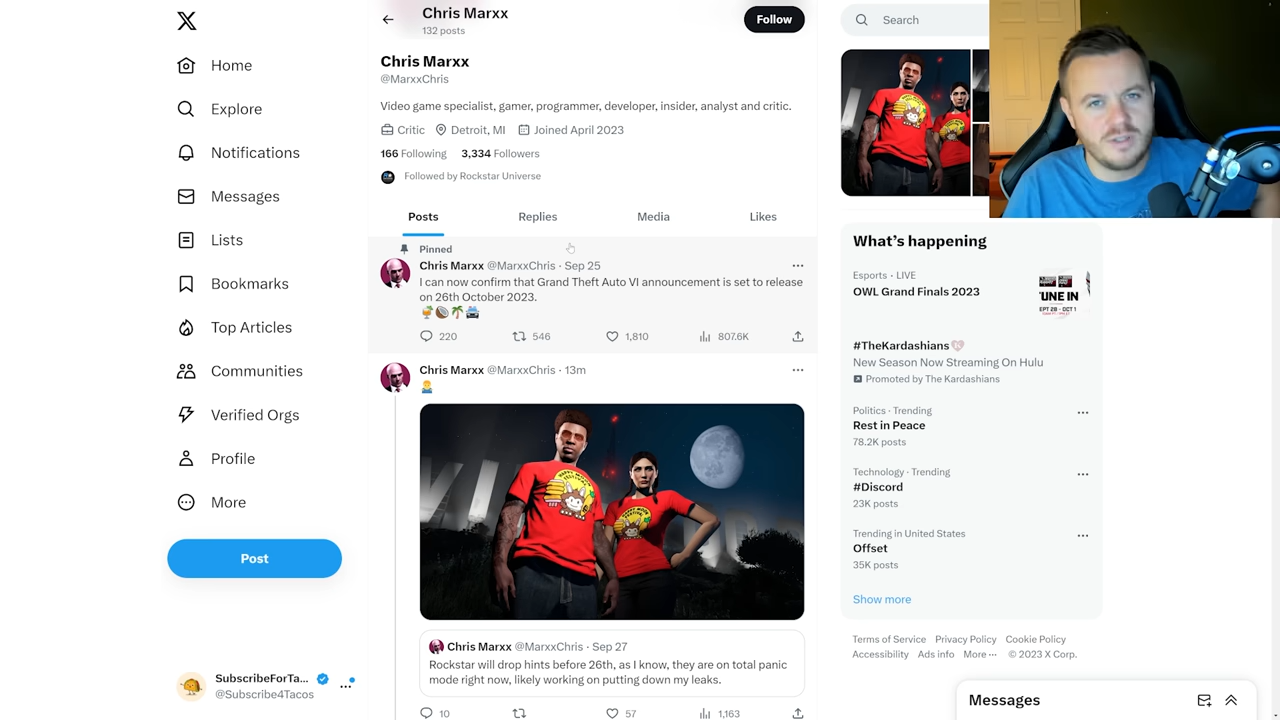 Home
Explore
Notifications
Messages
Lists
Bookmarks
Top Articles
Communities
Verified Orgs
Profile
More
Post
SubscribeForTa...
@Subscribe4Tacos
Chris Marxx
132 posts
Follow
Chris Marxx
@MarxxChris
Video game specialist, gamer, programmer, developer, insider, analyst and critic.
Critic Detroit, MI Joined April 2023
166 Following 3,334 Followers
Followed by Rockstar Universe
Posts Replies Media Likes
Pinned
Chris Marxx @MarxxChris · Sep 25
I can now confirm that Grand Theft Auto VI announcement is set to release
on 26th October 2023.
🍹🥥🌴🚘
220 546 1,810 807.6K
Chris Marxx @MarxxChris · 13m
VI
Chris Marxx @MarxxChris · Sep 27
Rockstar will drop hints before 26th, as I know, they are on total panic
mode right now, likely working on putting down my leaks.
10 57 1,163
Search
What's happening
Esports · LIVE
OWL Grand Finals 2023
TUNE IN
#TheKardashians
New Season Now Streaming On Hulu
Promoted by The Kardashians
Politics · Trending
Rest in Peace
78.2K posts
Technology · Trending
#Discord
23K posts
Trending in United States
Offset
35K posts
Show more
Terms of Service Privacy Policy Cookie Policy
Accessibility Ads info More ··· © 2023 X Corp.
Messages